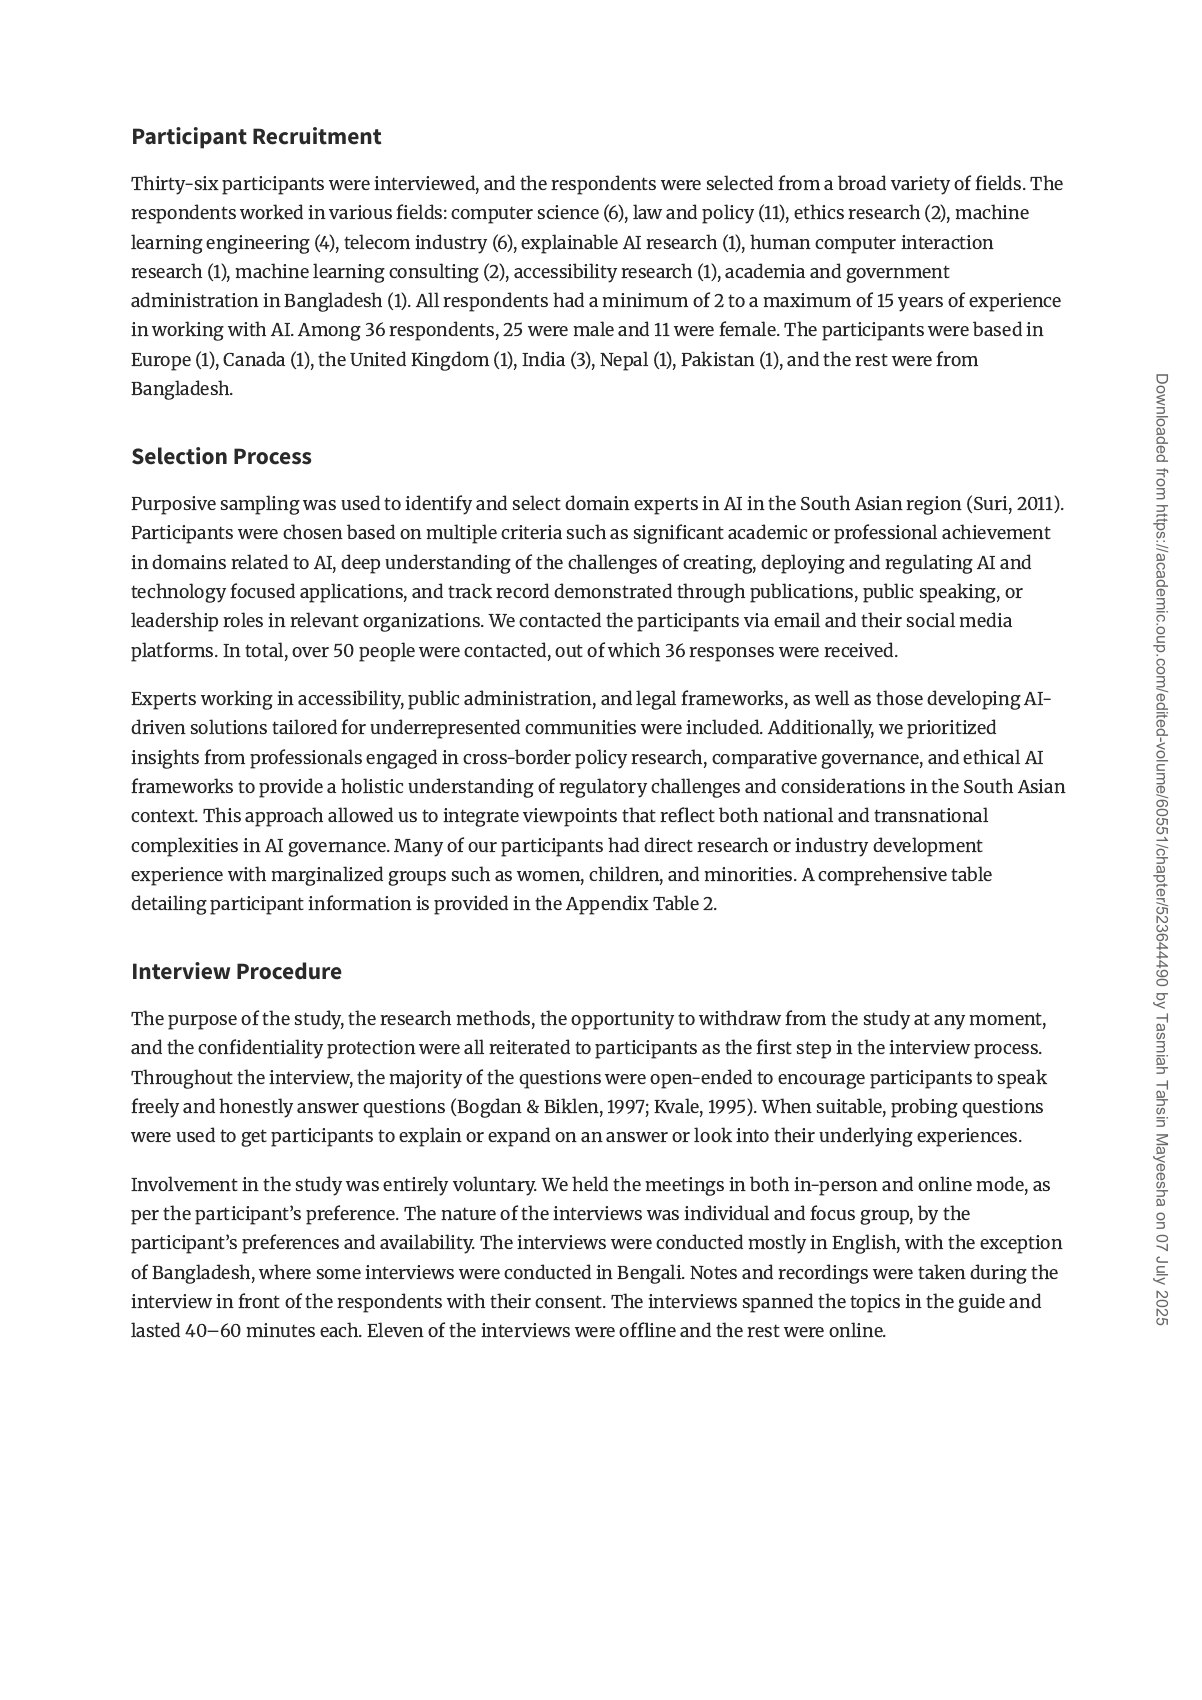 Participant Recruitment
Thirty-six participants were interviewed, and the respondents were selected from a broad variety of fields. The
respondents worked in various fields: computer science (6), law and policy (11), ethics research (2), machine
learning engineering (4), telecom industry (6), explainable AI research (1), human computer interaction
research (1), machine learning consulting (2), accessibility research (1), academia and government
administration in Bangladesh (1). All respondents had a minimum of 2 to a maximum of 15 years of experience
in working with AI. Among 36 respondents, 25 were male and 11 were female. The participants were based in
Europe (1), Canada (1), the United Kingdom (1), India (3), Nepal (1), Pakistan (1), and the rest were from
Bangladesh.
Selection Process
Purposive sampling was used to identify and select domain experts in AI in the South Asian region (Suri, 2011).
Participants were chosen based on multiple criteria such as significant academic or professional achievement
in domains related to AI, deep understanding of the challenges of creating, deploying and regulating AI and
technology focused applications, and track record demonstrated through publications, public speaking, or
leadership roles in relevant organizations. We contacted the participants via email and their social media
platforms. In total, over 50 people were contacted, out of which 36 responses were received.
Experts working in accessibility, public administration, and legal frameworks, as well as those developing AI-
driven solutions tailored for underrepresented communities were included. Additionally, we prioritized
insights from professionals engaged in cross-border policy research, comparative governance, and ethical AI
frameworks to provide a holistic understanding of regulatory challenges and considerations in the South Asian
context. This approach allowed us to integrate viewpoints that reflect both national and transnational
complexities in AI governance. Many of our participants had direct research or industry development
experience with marginalized groups such as women, children, and minorities. A comprehensive table
detailing participant information is provided in the Appendix Table 2.
Interview Procedure
The purpose of the study, the research methods, the opportunity to withdraw from the study at any moment,
and the confidentiality protection were all reiterated to participants as the first step in the interview process.
Throughout the interview, the majority of the questions were open-ended to encourage participants to speak
freely and honestly answer questions (Bogdan & Biklen, 1997; Kvale, 1995). When suitable, probing questions
were used to get participants to explain or expand on an answer or look into their underlying experiences.
Involvement in the study was entirely voluntary. We held the meetings in both in-person and online mode, as
per the participant’s preference. The nature of the interviews was individual and focus group, by the
participant’s preferences and availability. The interviews were conducted mostly in English, with the exception
of Bangladesh, where some interviews were conducted in Bengali. Notes and recordings were taken during the
interview in front of the respondents with their consent. The interviews spanned the topics in the guide and
lasted 40–60 minutes each. Eleven of the interviews were offline and the rest were online.
Downloaded from https://academic.oup.com/edited-volume/60551/chapter/523644490 by Tasmiah Tahsin Mayeesha on 07 July 2025